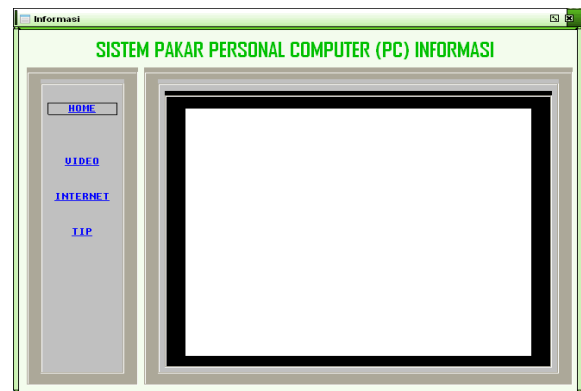 Informasi
SISTEM PAKAR PERSONAL COMPUTER (PC) INFORMASI
HOME
VIDEO
INTERNET
TIP